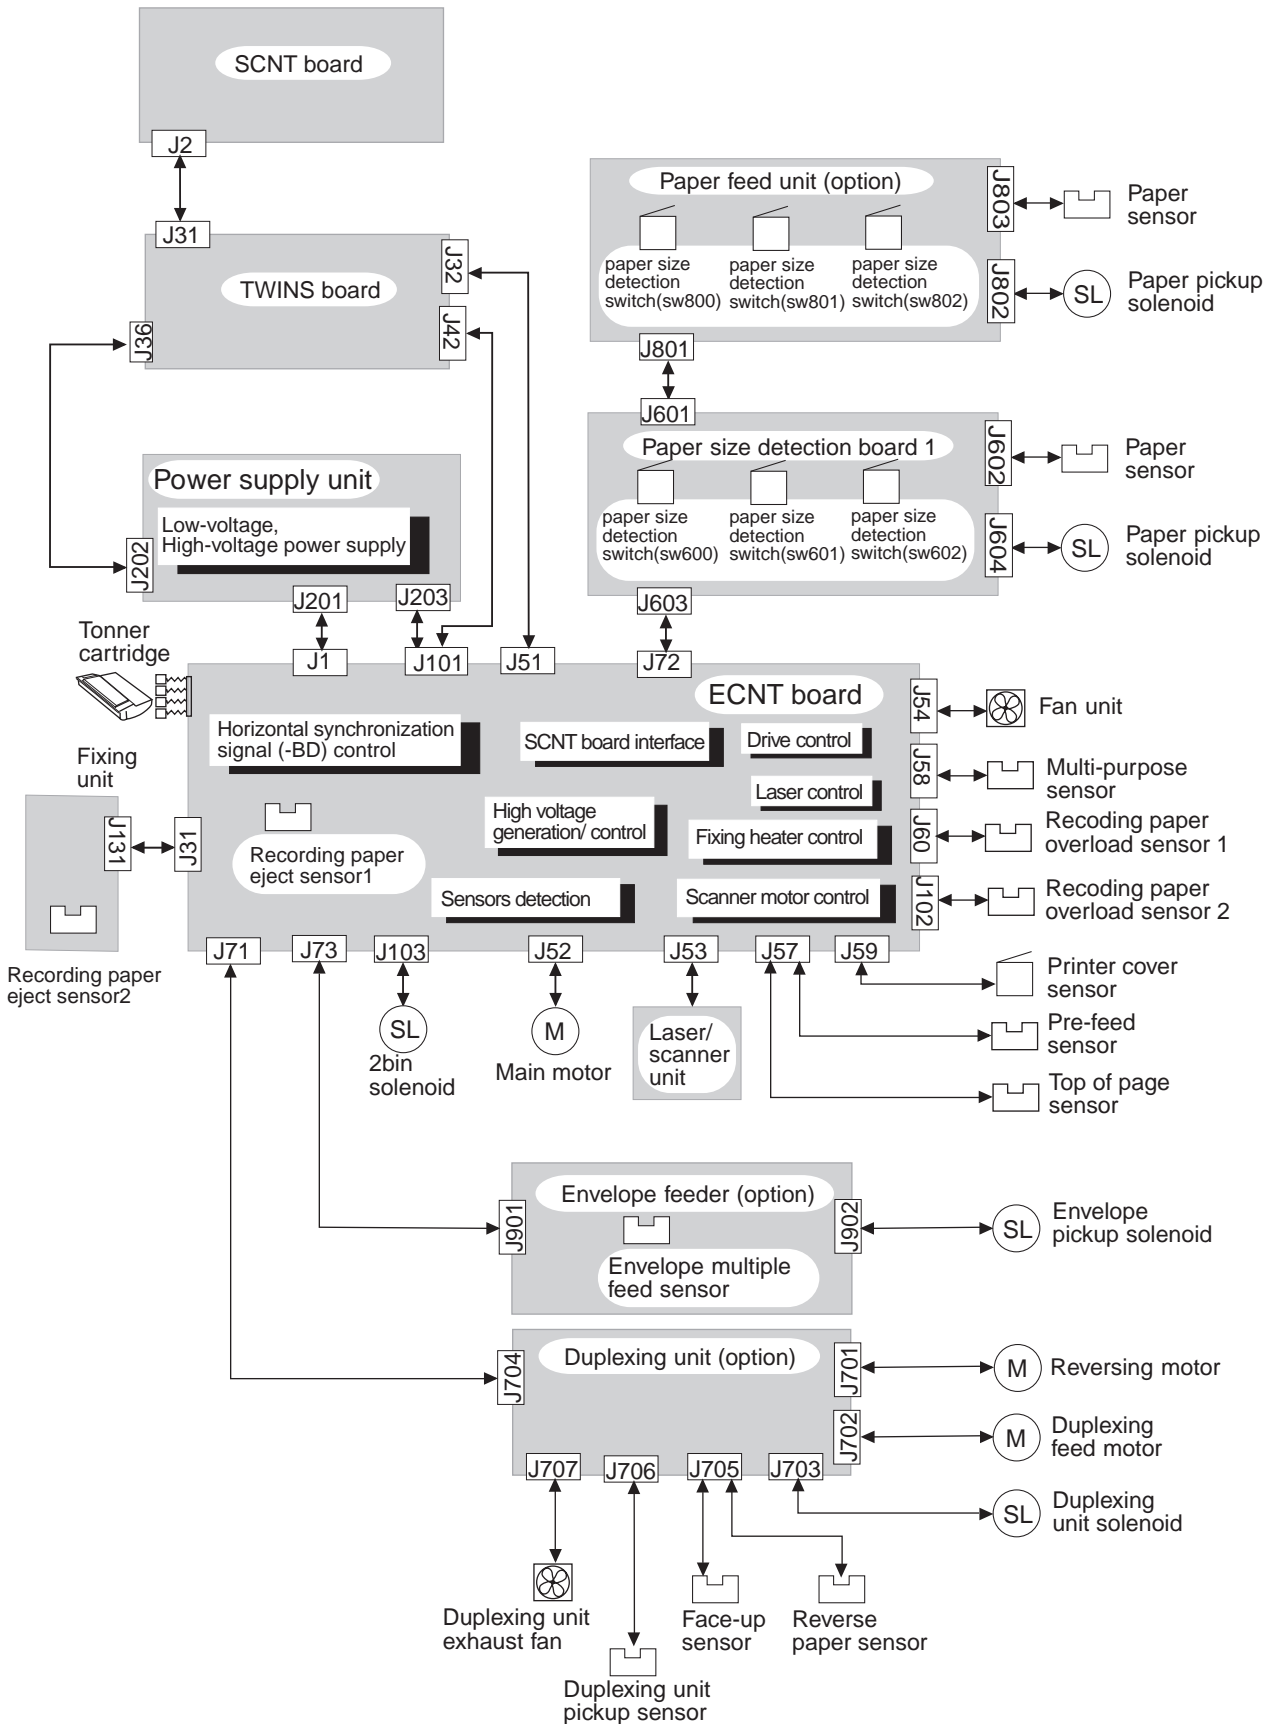 SCNT board
J2
J31
TWINS board
J32
J42
J36
Paper feed unit (option)
paper size
detection
switch(sw800)
paper size
detection
switch(sw801)
paper size
detection
switch(sw802)
J803
Paper
sensor
J802
SL
Paper pickup
solenoid
J801
J601
Paper size detection board 1
paper size
detection
switch(sw600)
paper size
detection
switch(sw601)
paper size
detection
switch(sw602)
J602
Paper
sensor
J604
SL
Paper pickup
solenoid
J603
J72
Power supply unit
Low-voltage,
High-voltage power supply
J202
J201
J203
J1
J101
J51
Tonner
cartridge
ECNT board
Horizontal synchronization
signal (-BD) control
SCNT board interface
Drive control
Laser control
High voltage
generation/ control
Fixing heater control
Recording paper
eject sensor1
Sensors detection
Scanner motor control
Fixing
unit
J131
J31
Recording paper
eject sensor2
J54
Fan unit
J58
Multi-purpose
sensor
J60
Recoding paper
overload sensor 1
J102
Recoding paper
overload sensor 2
J71
J73
J103
J52
J53
J57
J59
SL
2bin
solenoid
M
Main motor
Laser/
scanner
unit
Printer cover
sensor
Pre-feed
sensor
Top of page
sensor
Envelope feeder (option)
J901
J902
Envelope multiple
feed sensor
SL
Envelope
pickup solenoid
Duplexing unit (option)
J704
J701
M
Reversing motor
J702
M
Duplexing
feed motor
J707
J706
J705
J703
SL
Duplexing
unit solenoid
Duplexing unit
exhaust fan
Face-up
sensor
Reverse
paper sensor
Duplexing unit
pickup sensor